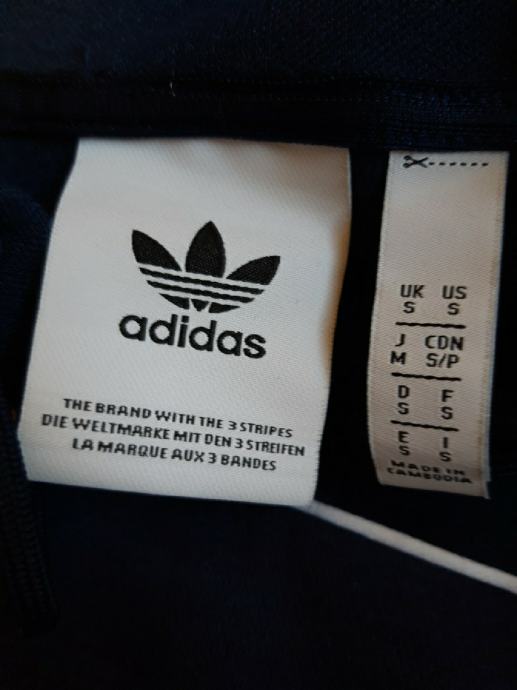 adidas
THE BRAND WITH THE 3 STRIPES
DIE WELTMARKE MIT DEN 3 STREIFEN
LA MARQUE AUX 3 BANDES
UK US
S S
J CDN
M S/P
D F
S S
E I
S S
MADE IN
CAMBODIA